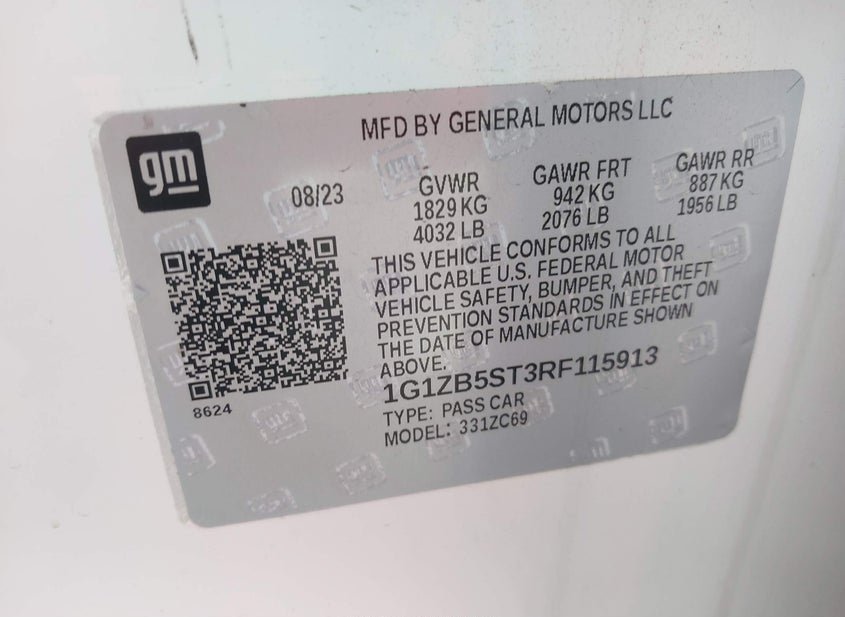 MFD BY GENERAL MOTORS LLC
gm
08/23
GVWR
1829 KG
4032 LB
GAWR FRT
942 KG
2076 LB
GAWR RR
887 KG
1956 LB
THIS VEHICLE CONFORMS TO ALL
APPLICABLE U.S. FEDERAL MOTOR
VEHICLE SAFETY, BUMPER, AND THEFT
PREVENTION STANDARDS IN EFFECT ON
THE DATE OF MANUFACTURE SHOWN
ABOVE.
1G1ZB5ST3RF115913
8624
TYPE: PASS CAR
MODEL: 331ZC69